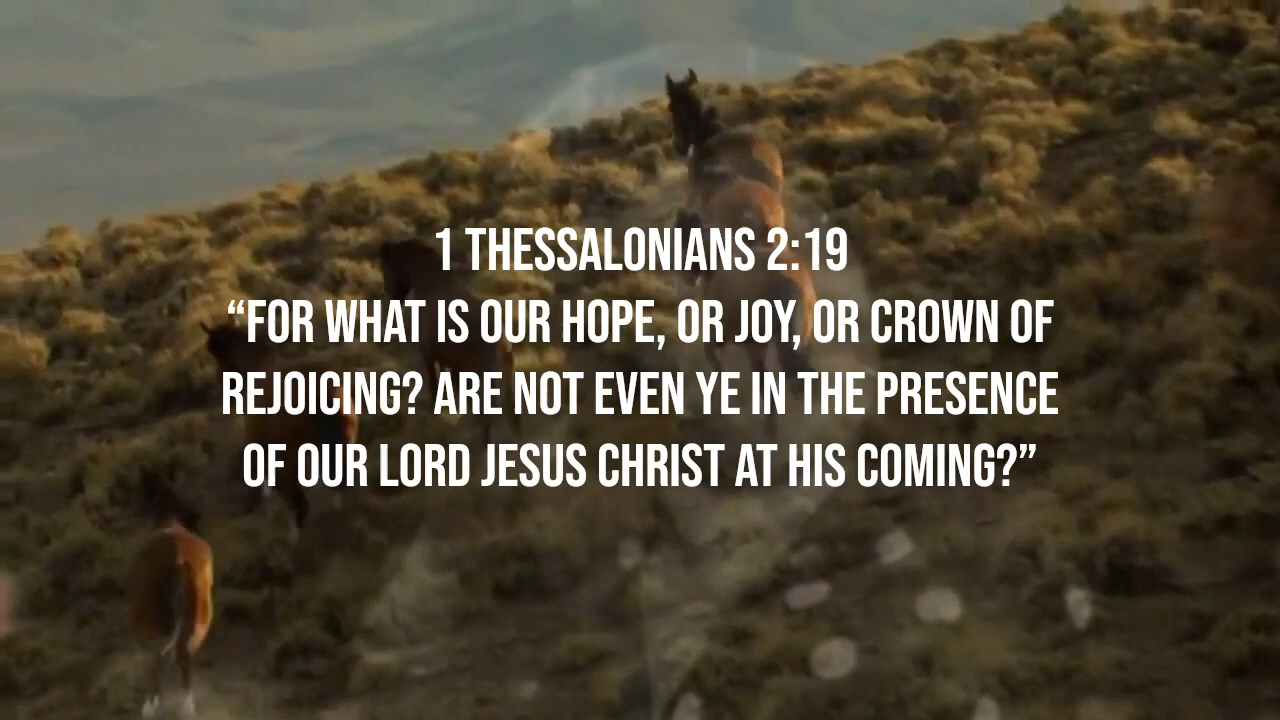 1 THESSALONIANS 2:19
“FOR WHAT IS OUR HOPE, OR JOY, OR CROWN OF
REJOICING? ARE NOT EVEN YE IN THE PRESENCE
OF OUR LORD JESUS CHRIST AT HIS COMING?”